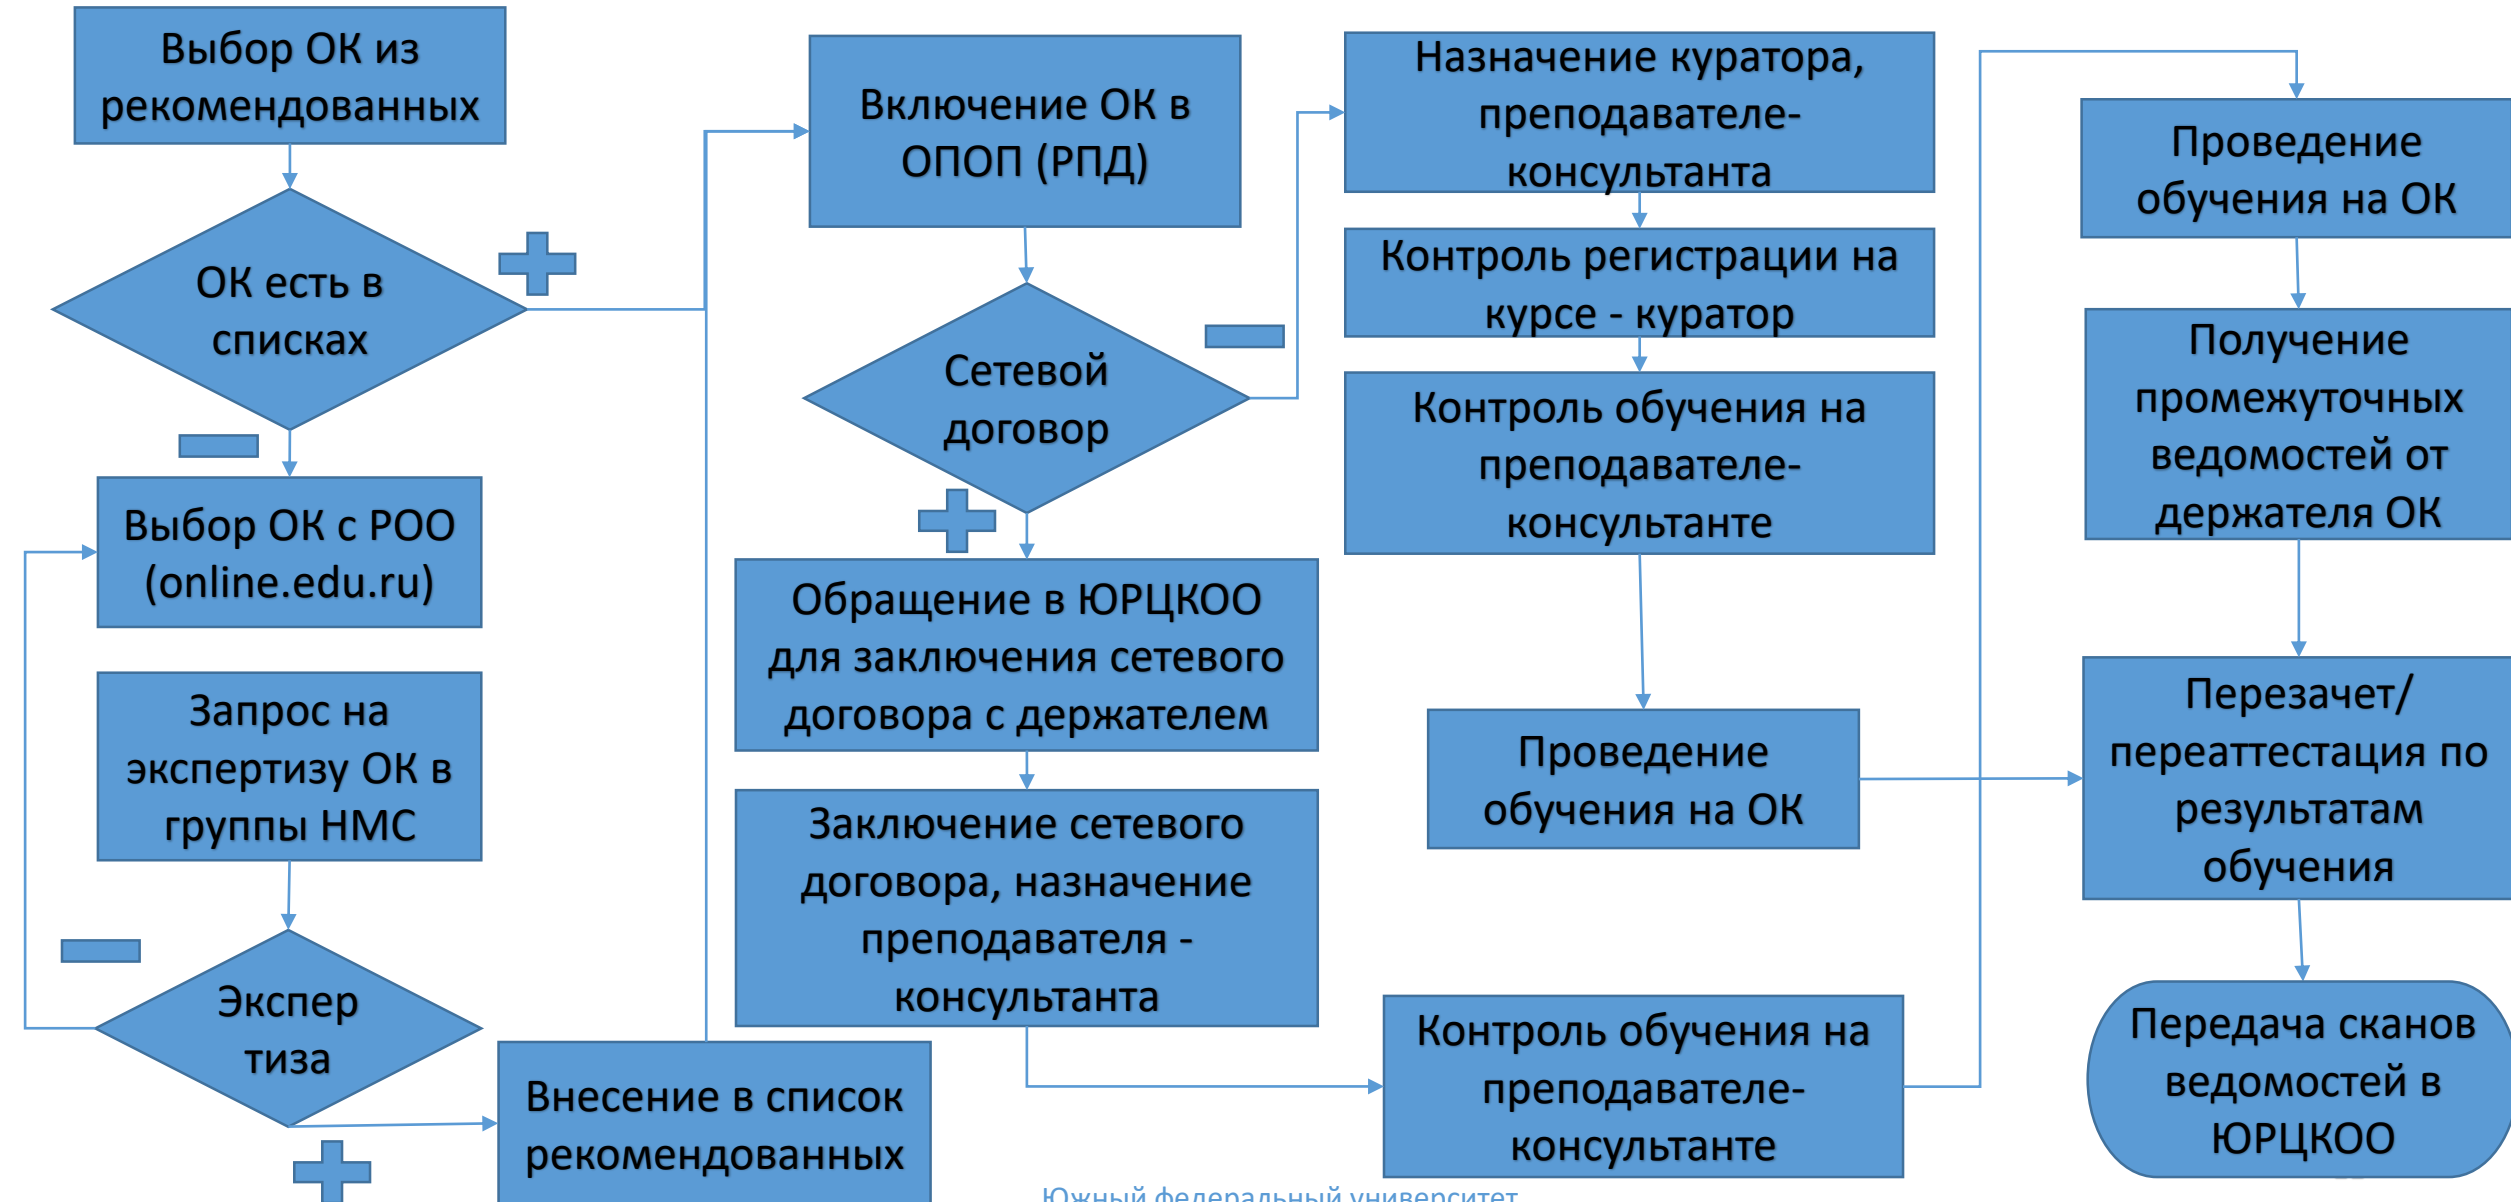 Выбор ОК из
рекомендованных
ОК есть в
списках
Выбор ОК с РОО
(online.edu.ru)
Запрос на
экспертизу ОК в
группы НМС
Экспер
тиза
Внесение в список
рекомендованных
Включение ОК в
ОПОП (РПД)
Сетевой
договор
Обращение в ЮРЦКОО
для заключения сетевого
договора с держателем
Заключение сетевого
договора, назначение
преподавателя -
консультанта
Назначение куратора,
преподавателе-
консультанта
Контроль регистрации на
курсе - куратор
Контроль обучения на
преподавателе-
консультанте
Проведение
обучения на ОК
Контроль обучения на
преподавателе-
консультанте
Проведение
обучения на ОК
Получение
промежуточных
ведомостей от
держателя ОК
Перезачет/
переаттестация по
результатам
обучения
Передача сканов
ведомостей в
ЮРЦКОО
Южный федеральный университет